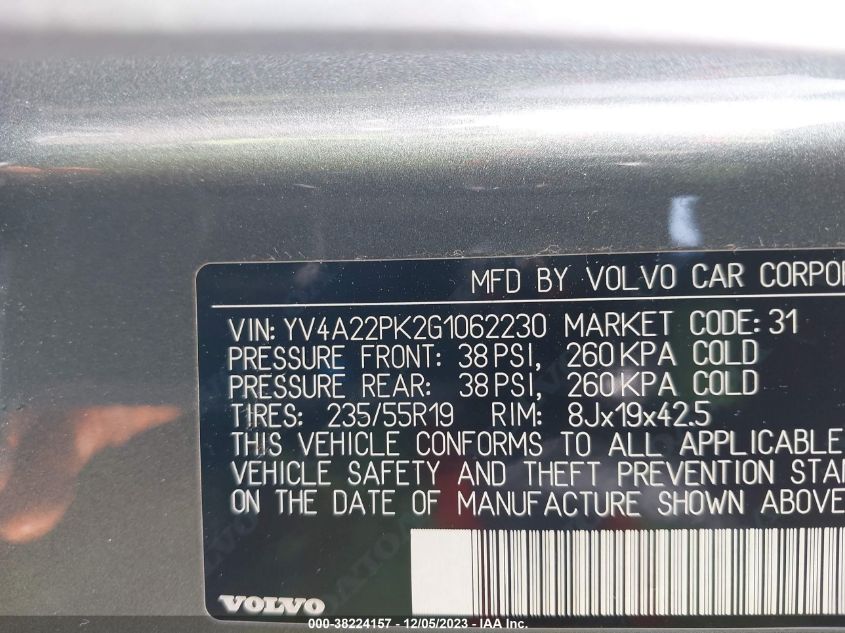 MFD BY VOLVO CAR CORPOR
VIN: YV4A22PK2G1062230 MARKET CODE: 31
PRESSURE FRONT: 38 PSI, 260 KPA COLD
PRESSURE REAR: 38 PSI, 260 KPA COLD
TIRES: 235/55R19 RIM: 8Jx19x42.5
THIS VEHICLE CONFORMS TO ALL APPLICABLE
VEHICLE SAFETY AND THEFT PREVENTION STAN
ON THE DATE OF MANUFACTURE SHOWN ABOVE
VOLVO
000-38224157 - 12/05/2023 - IAA Inc.